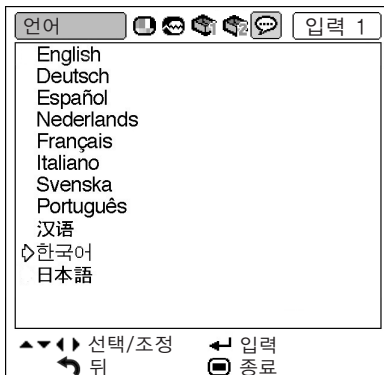 언어 입력 1
English
Deutsch
Español
Nederlands
Français
Italiano
Svenska
Português
汉语
한국어
日本語
선택/조정 입력
뒤 종료